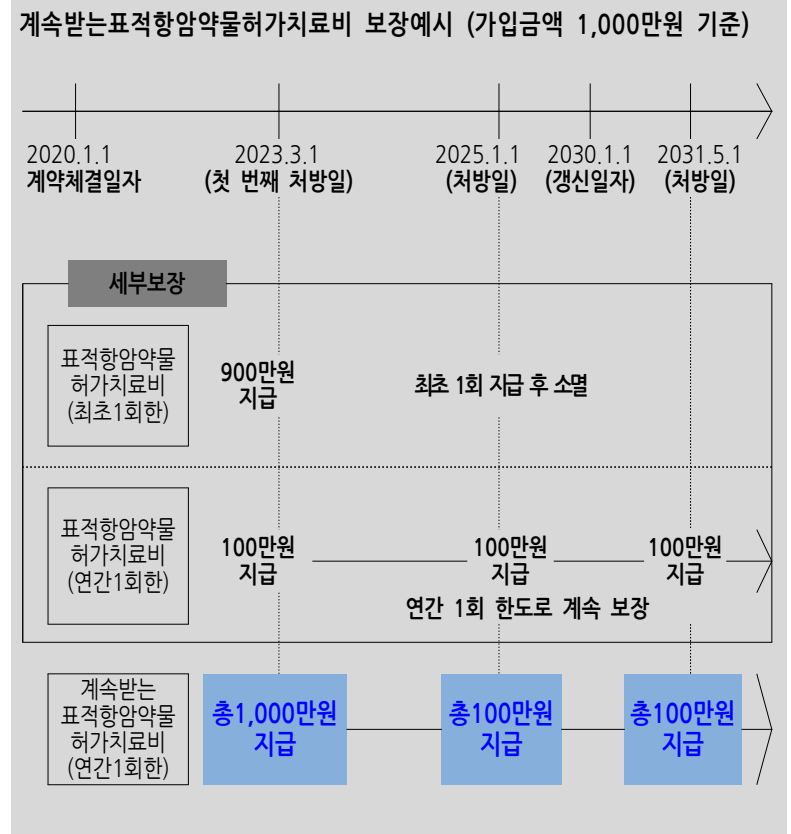 계속받는표적항암약물허가치료비 보장예시 (가입금액 1,000만원 기준)
2020.1.1
계약체결일자
2023.3.1
(첫 번째 처방일)
2025.1.1
(처방일)
2030.1.1
(갱신일자)
2031.5.1
(처방일)
세부보장
표적항암약물
허가치료비
(최초1회한)
900만원
지급
최초 1회 지급 후 소멸
표적항암약물
허가치료비
(연간1회한)
100만원
지급
100만원
지급
100만원
지급
연간 1회 한도로 계속 보장
계속받는
표적항암약물
허가치료비
(연간1회한)
총1,000만원
지급
총100만원
지급
총100만원
지급